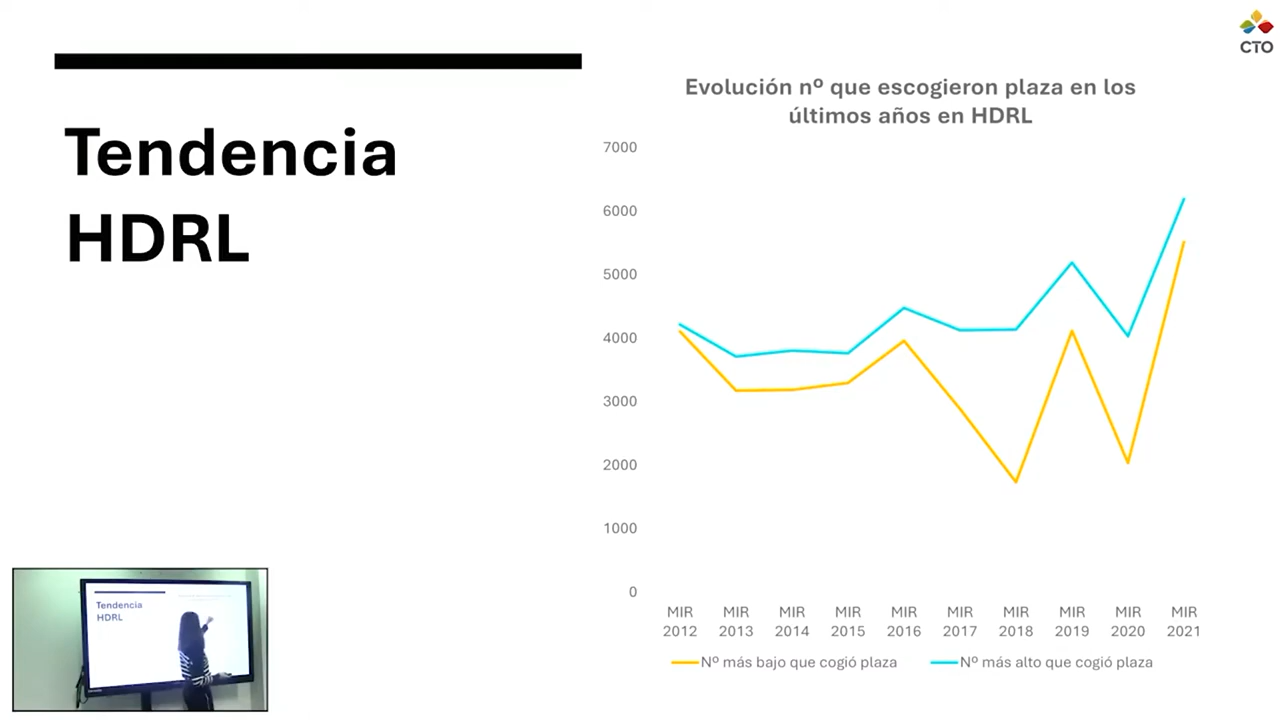 CTO
Tendencia
HDRL
Evolución nº que escogieron plaza en los
últimos años en HDRL
7000
6000
5000
4000
3000
2000
1000
0
MIR 2012
MIR 2013
MIR 2014
MIR 2015
MIR 2016
MIR 2017
MIR 2018
MIR 2019
MIR 2020
MIR 2021
Nº más bajo que cogió plaza
Nº más alto que cogió plaza
Tendencia
HDRL